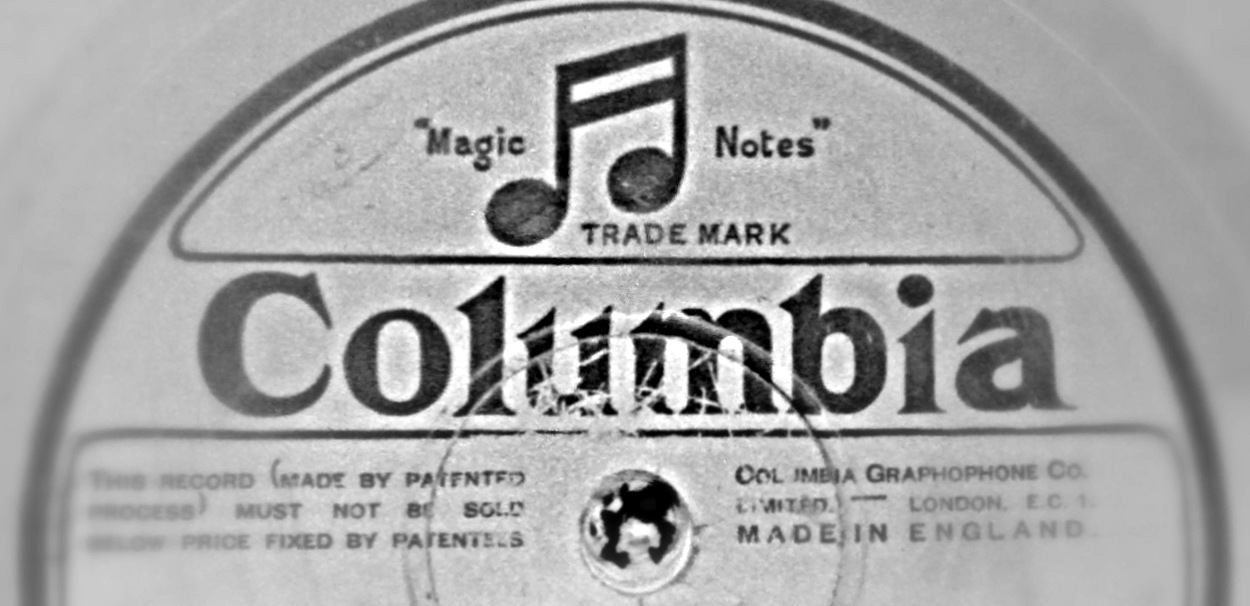 “Magic Notes”
TRADE MARK
Columbia
THIS RECORD (MADE BY PATENTED
PROCESS) MUST NOT BE SOLD
BELOW PRICE FIXED BY PATENTEES
COLUMBIA GRAPHOPHONE CO.
LIMITED. — LONDON, E.C. 1.
MADE IN ENGLAND